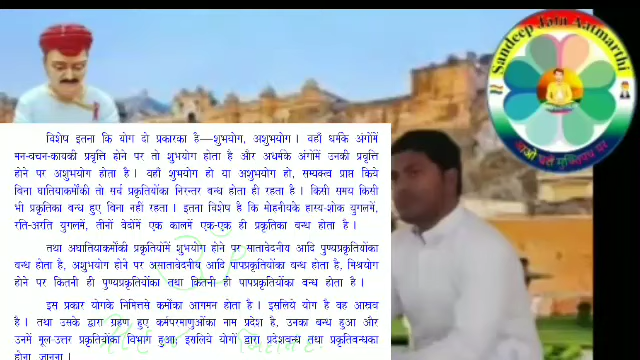 Sandeep Jain Aatmarthi
आओ चलें मुक्तिपथ पर
विशेष इतना कि योग दो प्रकारका है—शुभयोग, अशुभयोग । वहाँ धर्मके अंगोंमें
मन-वचन-कायकी प्रवृत्ति होने पर तो शुभयोग होता है और अधर्मके अंगोंमें उनकी प्रवृत्ति
होने पर अशुभयोग होता है । वहाँ शुभयोग हो या अशुभयोग हो, सम्यक्त्व प्राप्त किये
बिना घातियाकर्मोंकी तो सर्व प्रकृतियोंका निरन्तर बन्ध होता ही रहता है । किसी समय किसी
भी प्रकृतिका बन्ध हुए बिना नहीं रहता । इतना विशेष है कि मोहनीयके हास्य-शोक युगलमें,
रति-अरति युगलमें, तीनों वेदोंमें एक कालमें एक-एक ही प्रकृतिका बन्ध होता है ।
तथा अघातियाकर्मोंकी प्रकृतियोंमें शुभयोग होने पर सातावेदनीय आदि पुण्यप्रकृतियोंका
बन्ध होता है, अशुभयोग होने पर असातावेदनीय आदि पापप्रकृतियोंका बन्ध होता है, मिश्रयोग
होने पर कितनी ही पुण्यप्रकृतियोंका तथा कितनी ही पापप्रकृतियोंका बन्ध होता है ।
इस प्रकार योगके निमित्तसे कर्मोंका आगमन होता है । इसलिये योग है वह आस्रव
है । तथा उसके द्वारा ग्रहण हुए कर्मपरमाणुओंका नाम प्रदेश है, उनका बन्ध हुआ और
उनमें मूल-उत्तर प्रकृतियोंका विभाग हुआ; इसलिये योगों द्वारा प्रदेशबन्ध तथा प्रकृतिबन्धका
होना जानना ।